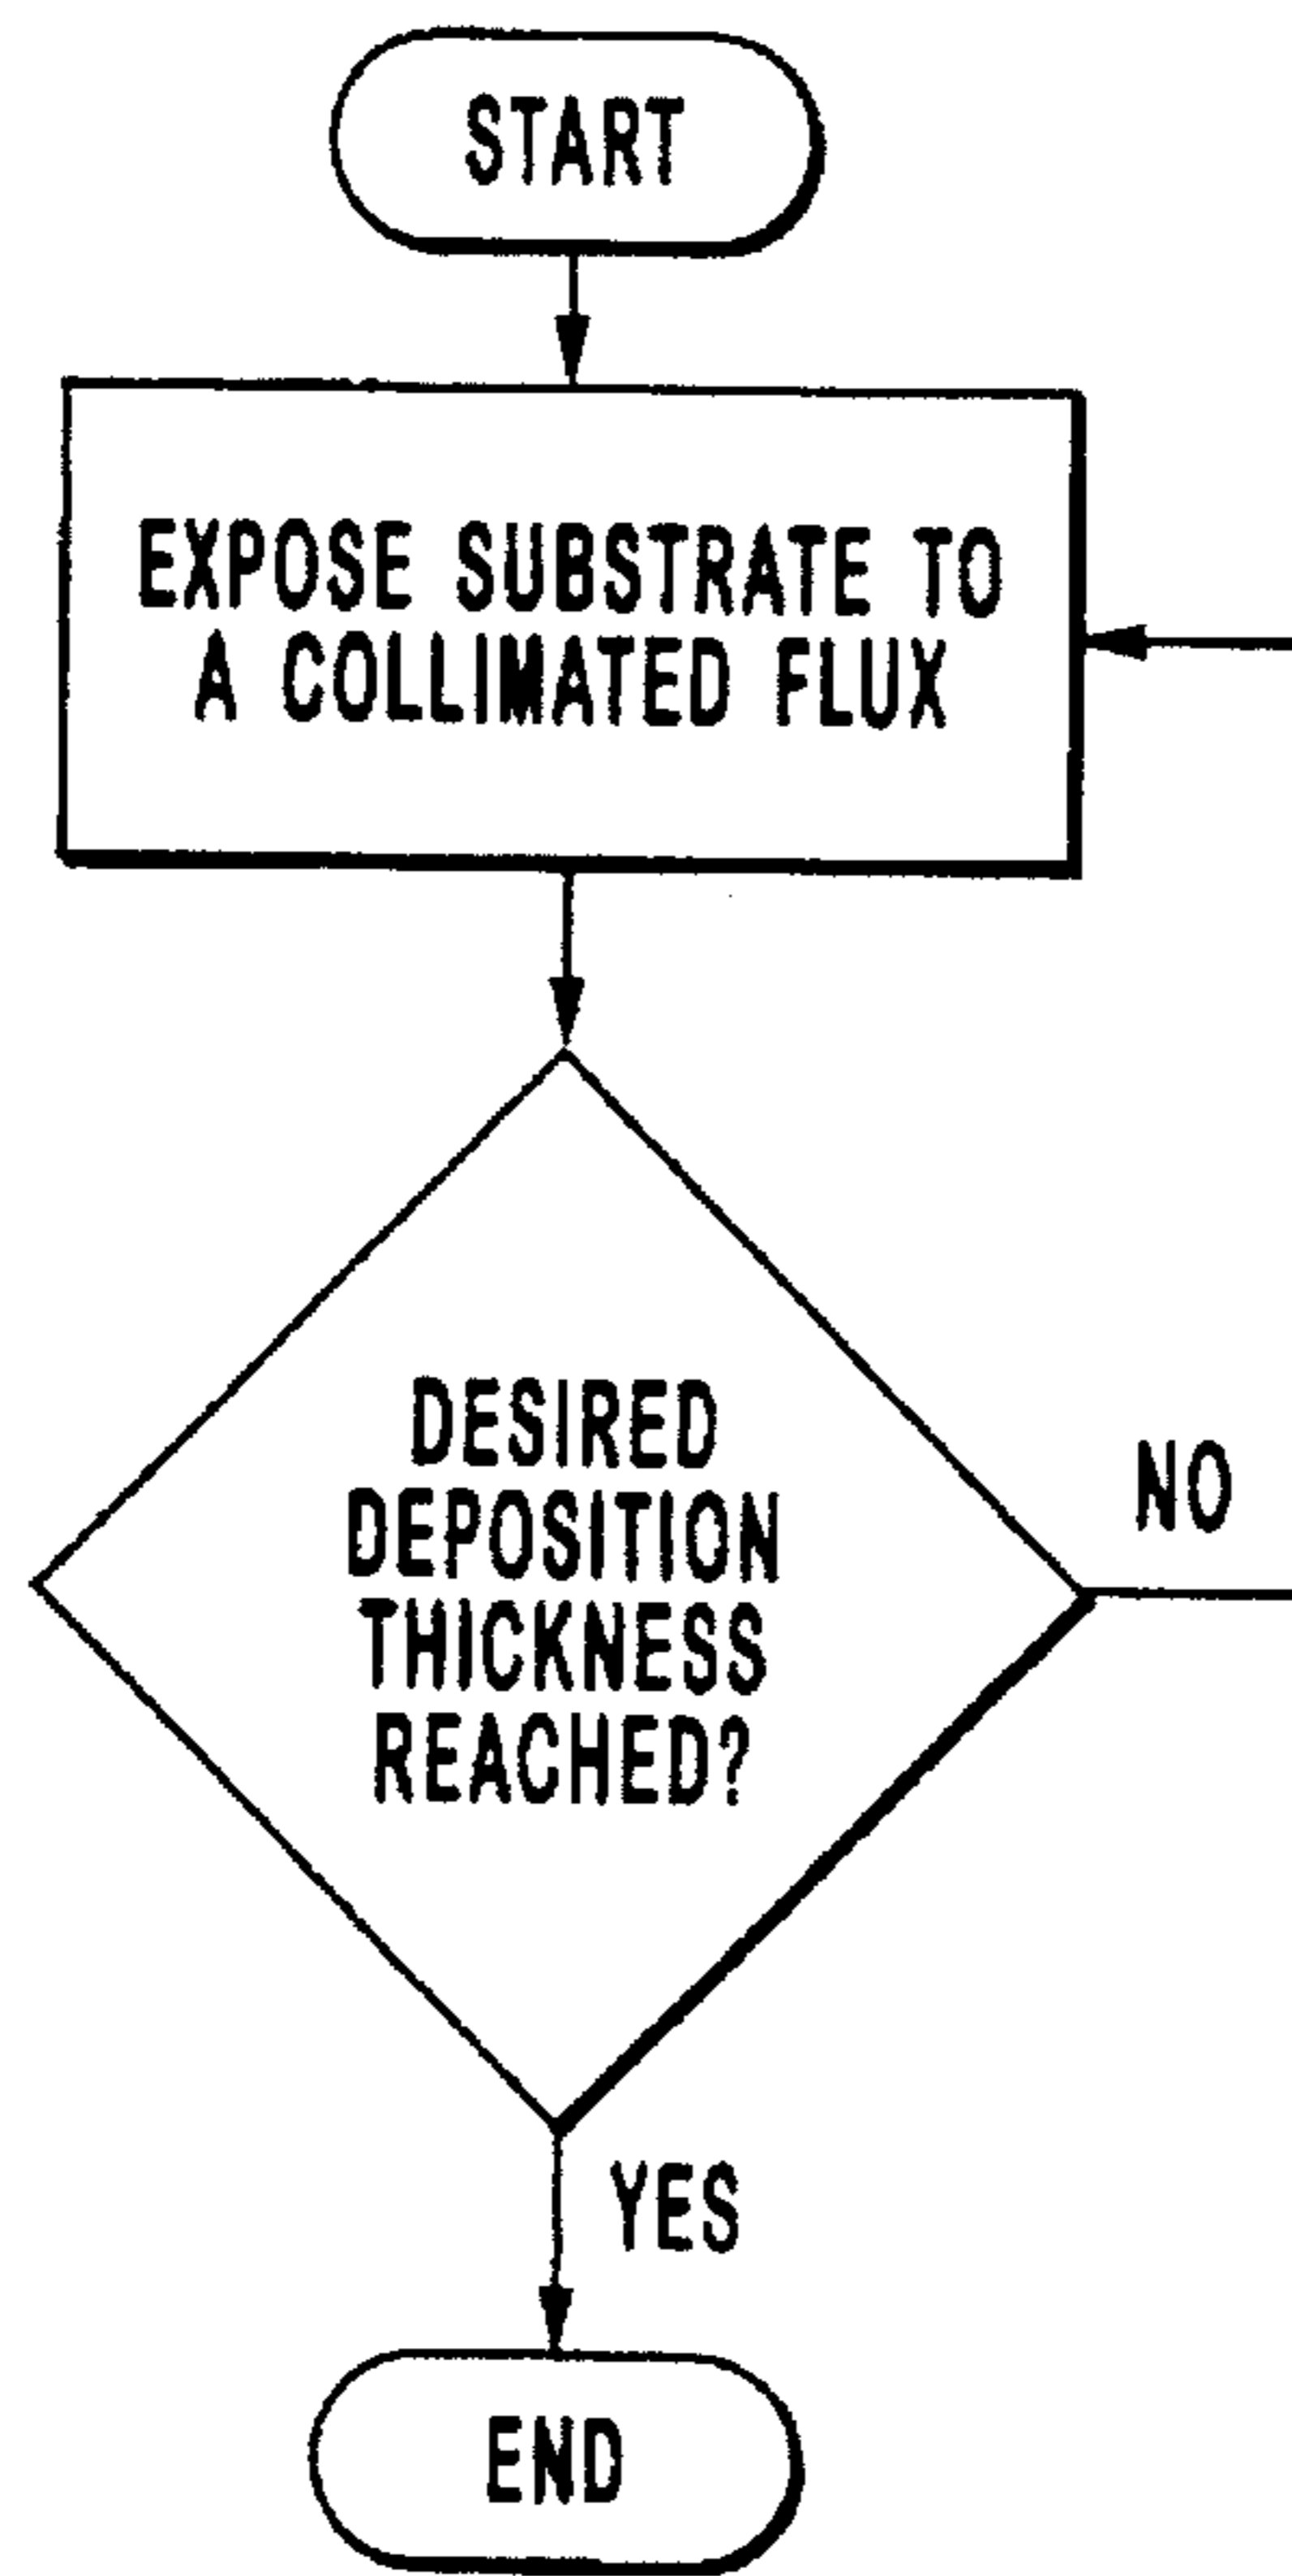 START
EXPOSE SUBSTRATE TO
A COLLIMATED FLUX
DESIRED
DEPOSITION
THICKNESS
REACHED?
NO
YES
END